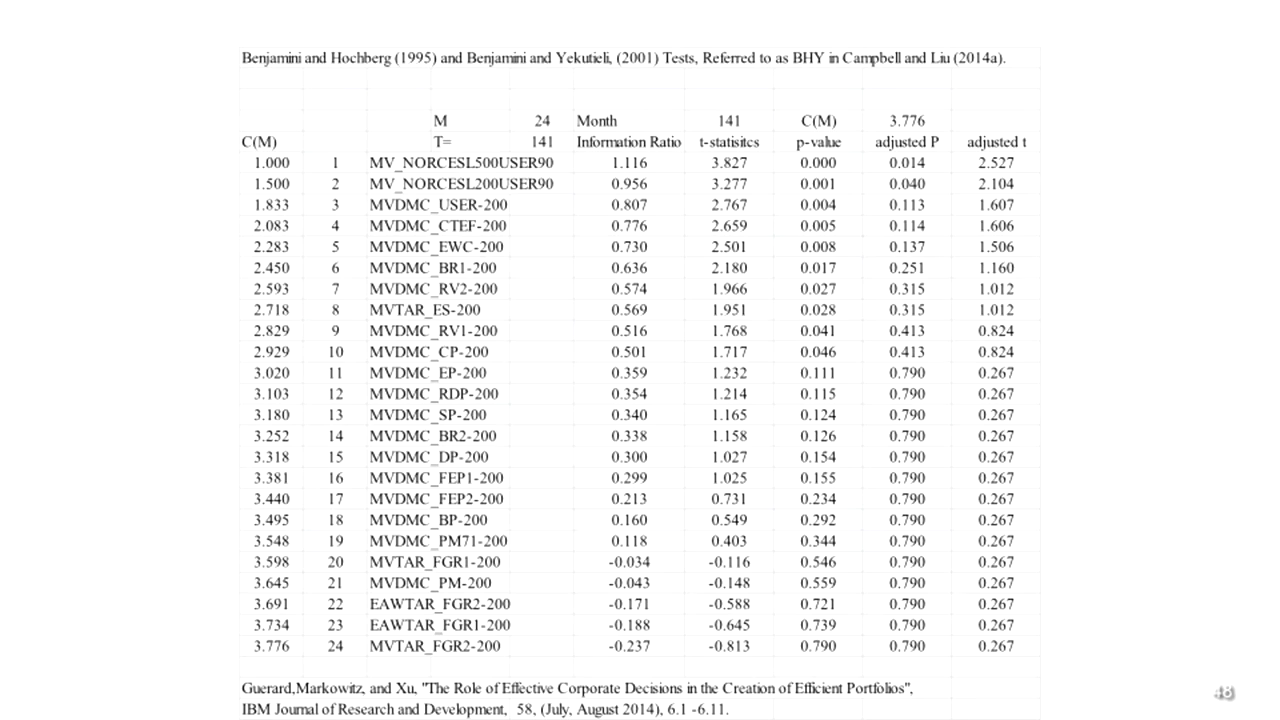 Benjamini and Hochberg (1995) and Benjamini and Yekutieli, (2001) Tests, Referred to as BHY in Campbell and Liu (2014a).
M 24 Month 141 C(M) 3.776
C(M) T= 141 Information Ratio t-statisitcs p-value adjusted P adjusted t
1.000 1 MV_NORCESL500USER90 1.116 3.827 0.000 0.014 2.527
1.500 2 MV_NORCESL200USER90 0.956 3.277 0.001 0.040 2.104
1.833 3 MVDMC_USER-200 0.807 2.767 0.004 0.113 1.607
2.083 4 MVDMC_CTEF-200 0.776 2.659 0.005 0.114 1.606
2.283 5 MVDMC_EWC-200 0.730 2.501 0.008 0.137 1.506
2.450 6 MVDMC_BR1-200 0.636 2.180 0.017 0.251 1.160
2.593 7 MVDMC_RV2-200 0.574 1.966 0.027 0.315 1.012
2.718 8 MVTAR_ES-200 0.569 1.951 0.028 0.315 1.012
2.829 9 MVDMC_RV1-200 0.516 1.768 0.041 0.413 0.824
2.929 10 MVDMC_CP-200 0.501 1.717 0.046 0.413 0.824
3.020 11 MVDMC_EP-200 0.359 1.232 0.111 0.790 0.267
3.103 12 MVDMC_RDP-200 0.354 1.214 0.115 0.790 0.267
3.180 13 MVDMC_SP-200 0.340 1.165 0.124 0.790 0.267
3.252 14 MVDMC_BR2-200 0.338 1.158 0.126 0.790 0.267
3.318 15 MVDMC_DP-200 0.300 1.027 0.154 0.790 0.267
3.381 16 MVDMC_FEP1-200 0.299 1.025 0.155 0.790 0.267
3.440 17 MVDMC_FEP2-200 0.213 0.731 0.234 0.790 0.267
3.495 18 MVDMC_BP-200 0.160 0.549 0.292 0.790 0.267
3.548 19 MVDMC_PM71-200 0.118 0.403 0.344 0.790 0.267
3.598 20 MVTAR_FGR1-200 -0.034 -0.116 0.546 0.790 0.267
3.645 21 MVDMC_PM-200 -0.043 -0.148 0.559 0.790 0.267
3.691 22 EAWTAR_FGR2-200 -0.171 -0.588 0.721 0.790 0.267
3.734 23 EAWTAR_FGR1-200 -0.188 -0.645 0.739 0.790 0.267
3.776 24 MVTAR_FGR2-200 -0.237 -0.813 0.790 0.790 0.267
Guerard,Markowitz, and Xu, "The Role of Effective Corporate Decisions in the Creation of Efficient Portfolios",
IBM Journal of Research and Development, 58, (July, August 2014), 6.1 -6.11.
48